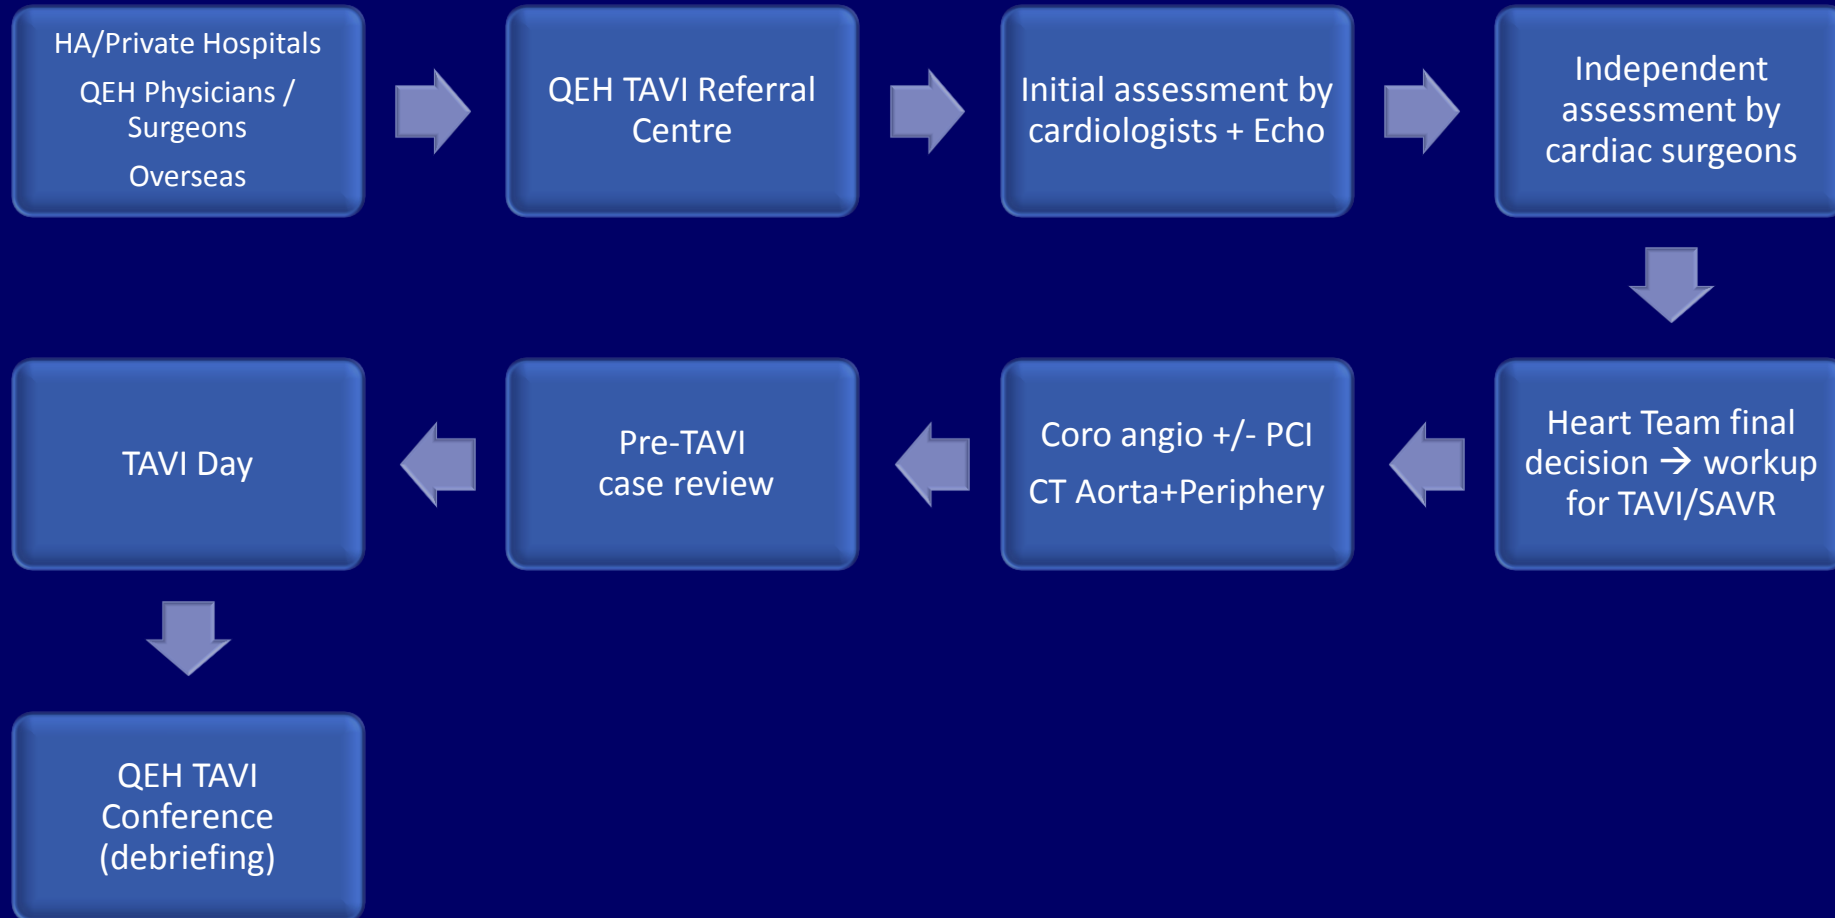 HA/Private Hospitals
QEH Physicians /
Surgeons
Overseas
QEH TAVI Referral
Centre
Initial assessment by
cardiologists + Echo
Independent
assessment by
cardiac surgeons
Heart Team final
decision → workup
for TAVI/SAVR
Coro angio +/- PCI
CT Aorta+Periphery
Pre-TAVI
case review
TAVI Day
QEH TAVI
Conference
(debriefing)